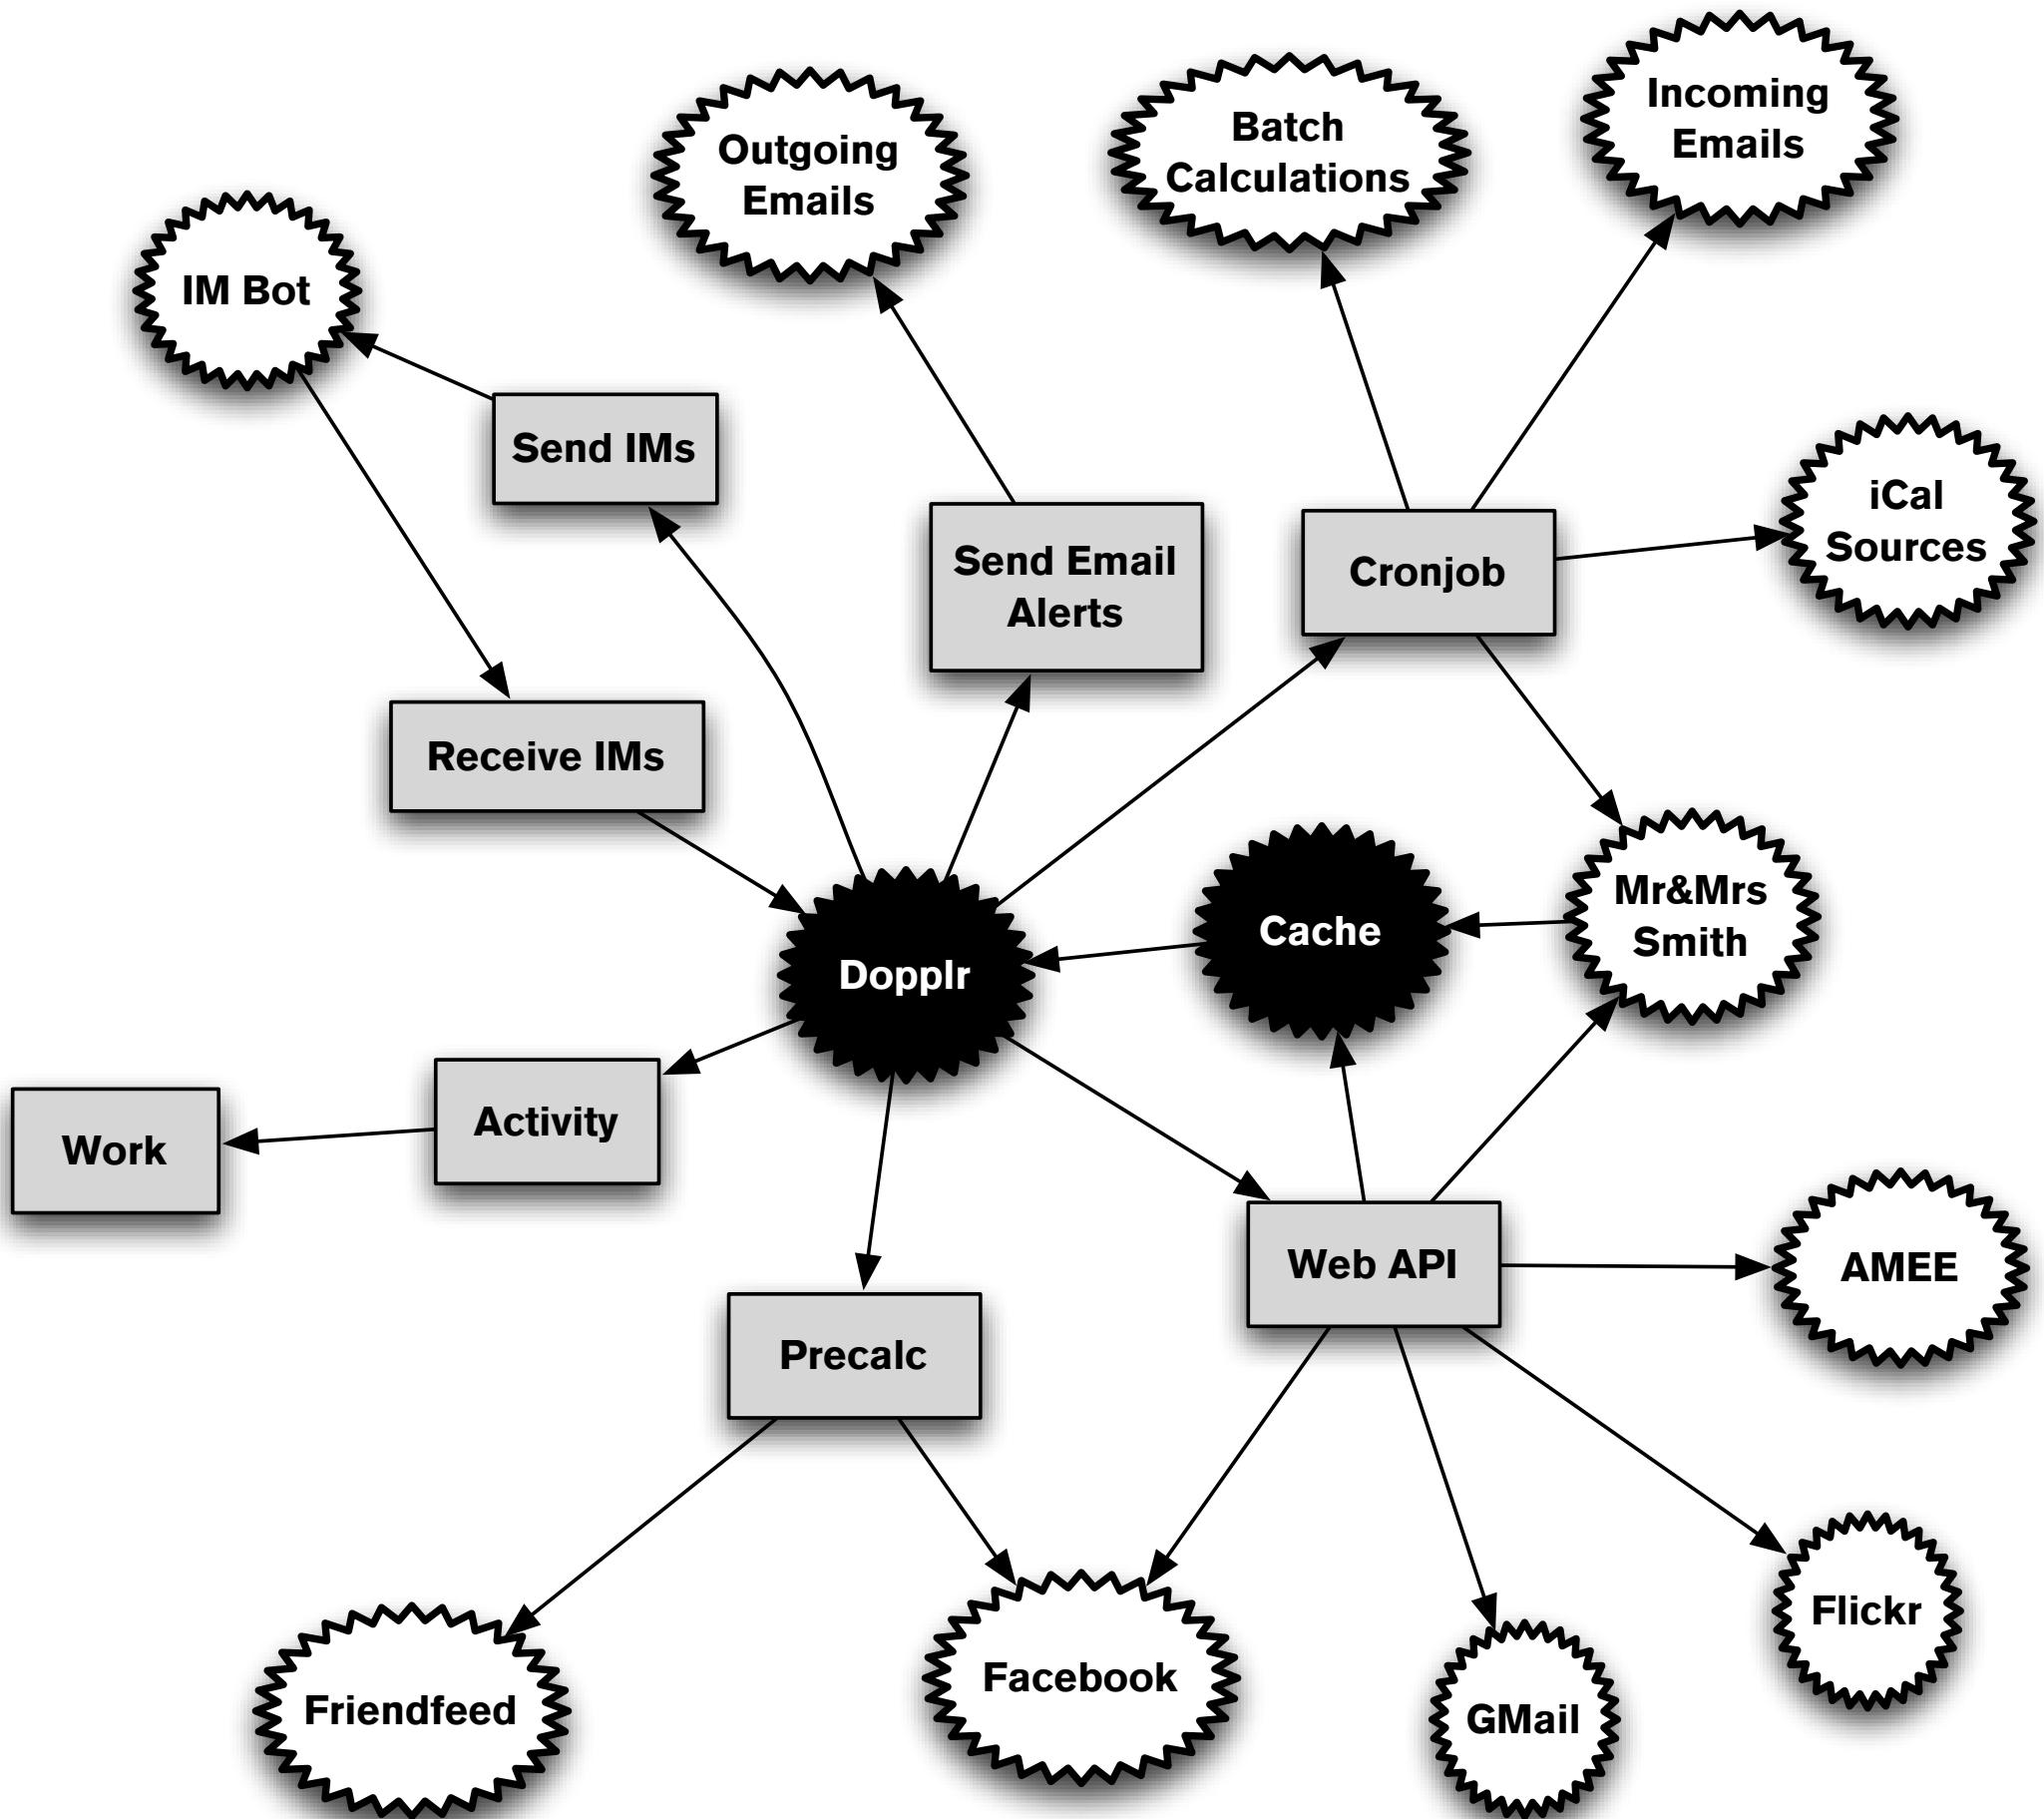 Incoming
Emails
Batch
Calculations
Outgoing
Emails
IM Bot
Send IMs
iCal
Sources
Send Email
Alerts
Cronjob
Receive IMs
Mr&Mrs
Smith
Cache
Dopplr
Activity
Work
Web API
AMEE
Precalc
Flickr
Facebook
Friendfeed
GMail